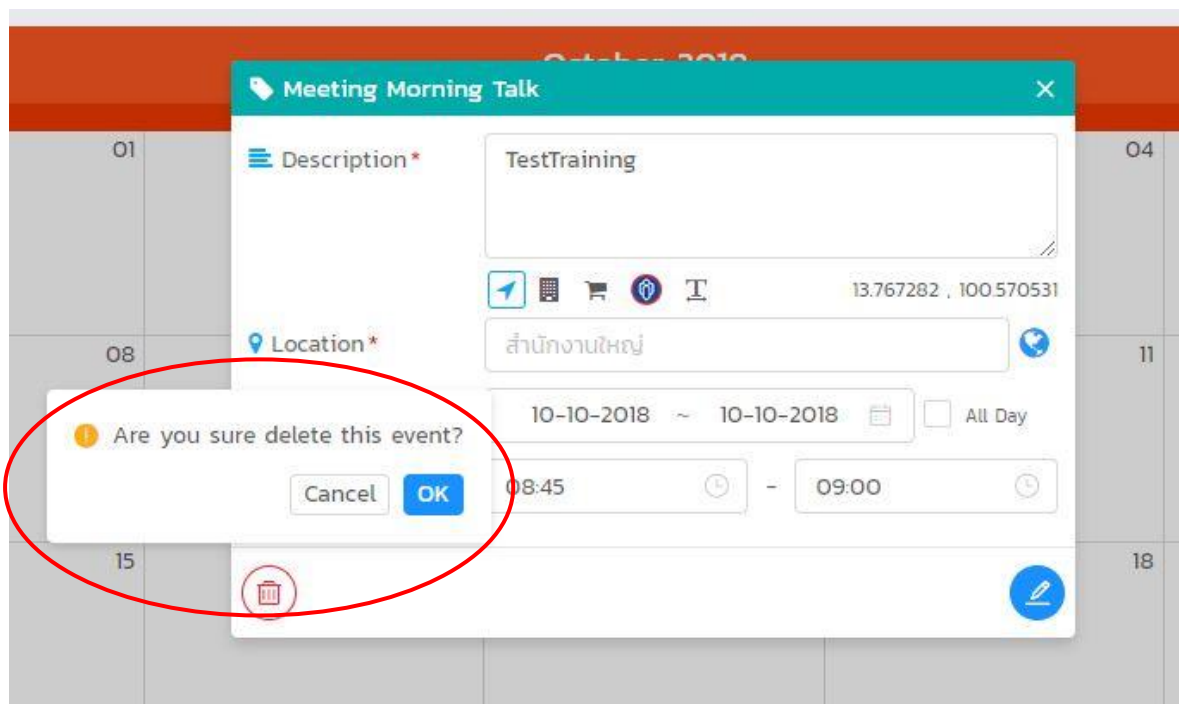 October 2018
Meeting Morning Talk
01
Description*
TestTraining
04
13.767282 , 100.570531
08
Location*
สำนักงานใหญ่
11
10-10-2018 ~ 10-10-2018
All Day
Are you sure delete this event?
Cancel
OK
08:45 - 09:00
15
18